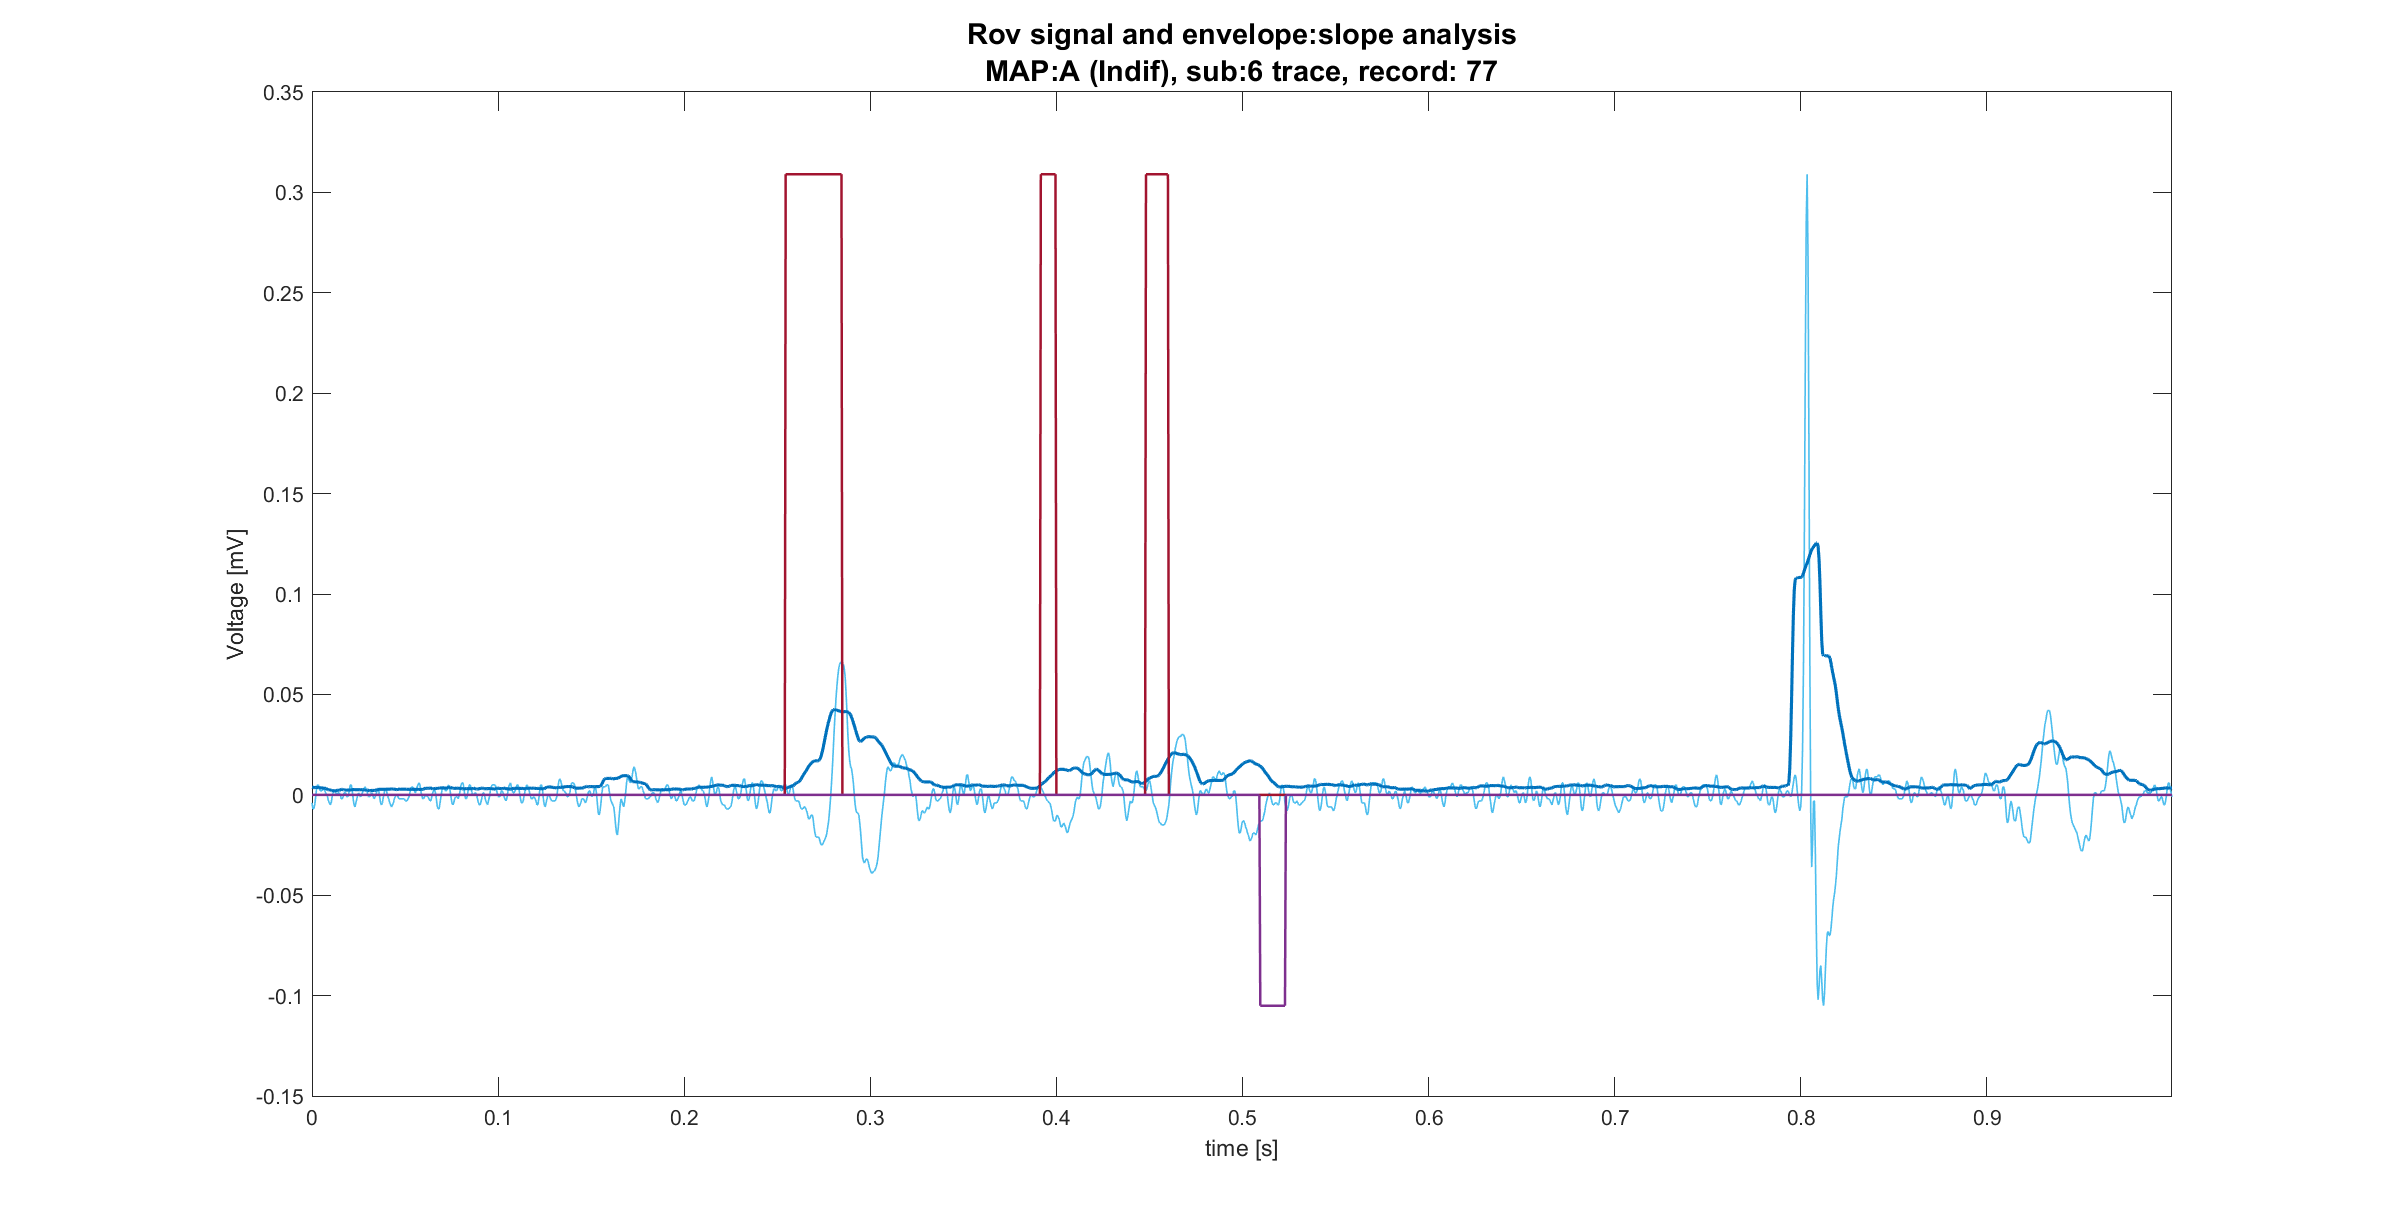 Rov signal and envelope:slope analysis
MAP:A (Indif), sub:6 trace, record: 77
0.35
0.3
0.25
0.2
0.15
0.1
0.05
0
-0.05
-0.1
-0.15
Voltage [mV]
0 0.1 0.2 0.3 0.4 0.5 0.6 0.7 0.8 0.9
time [s]